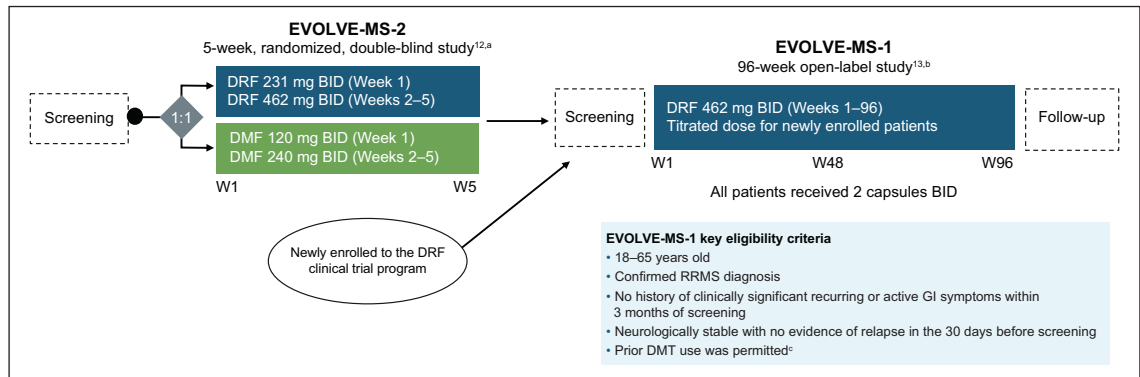 EVOLVE-MS-2
5-week, randomized, double-blind study12,a
Screening
1:1
DRF 231 mg BID (Week 1)
DRF 462 mg BID (Weeks 2–5)
DMF 120 mg BID (Week 1)
DMF 240 mg BID (Weeks 2–5)
W1
W5
Newly enrolled to the DRF
clinical trial program
EVOLVE-MS-1
96-week open-label study13,b
Screening
DRF 462 mg BID (Weeks 1–96)
Titrated dose for newly enrolled patients
Follow-up
W1
W48
W96
All patients received 2 capsules BID
EVOLVE-MS-1 key eligibility criteria
• 18–65 years old
• Confirmed RRMS diagnosis
• No history of clinically significant recurring or active GI symptoms within
3 months of screening
• Neurologically stable with no evidence of relapse in the 30 days before screening
• Prior DMT use was permittedc